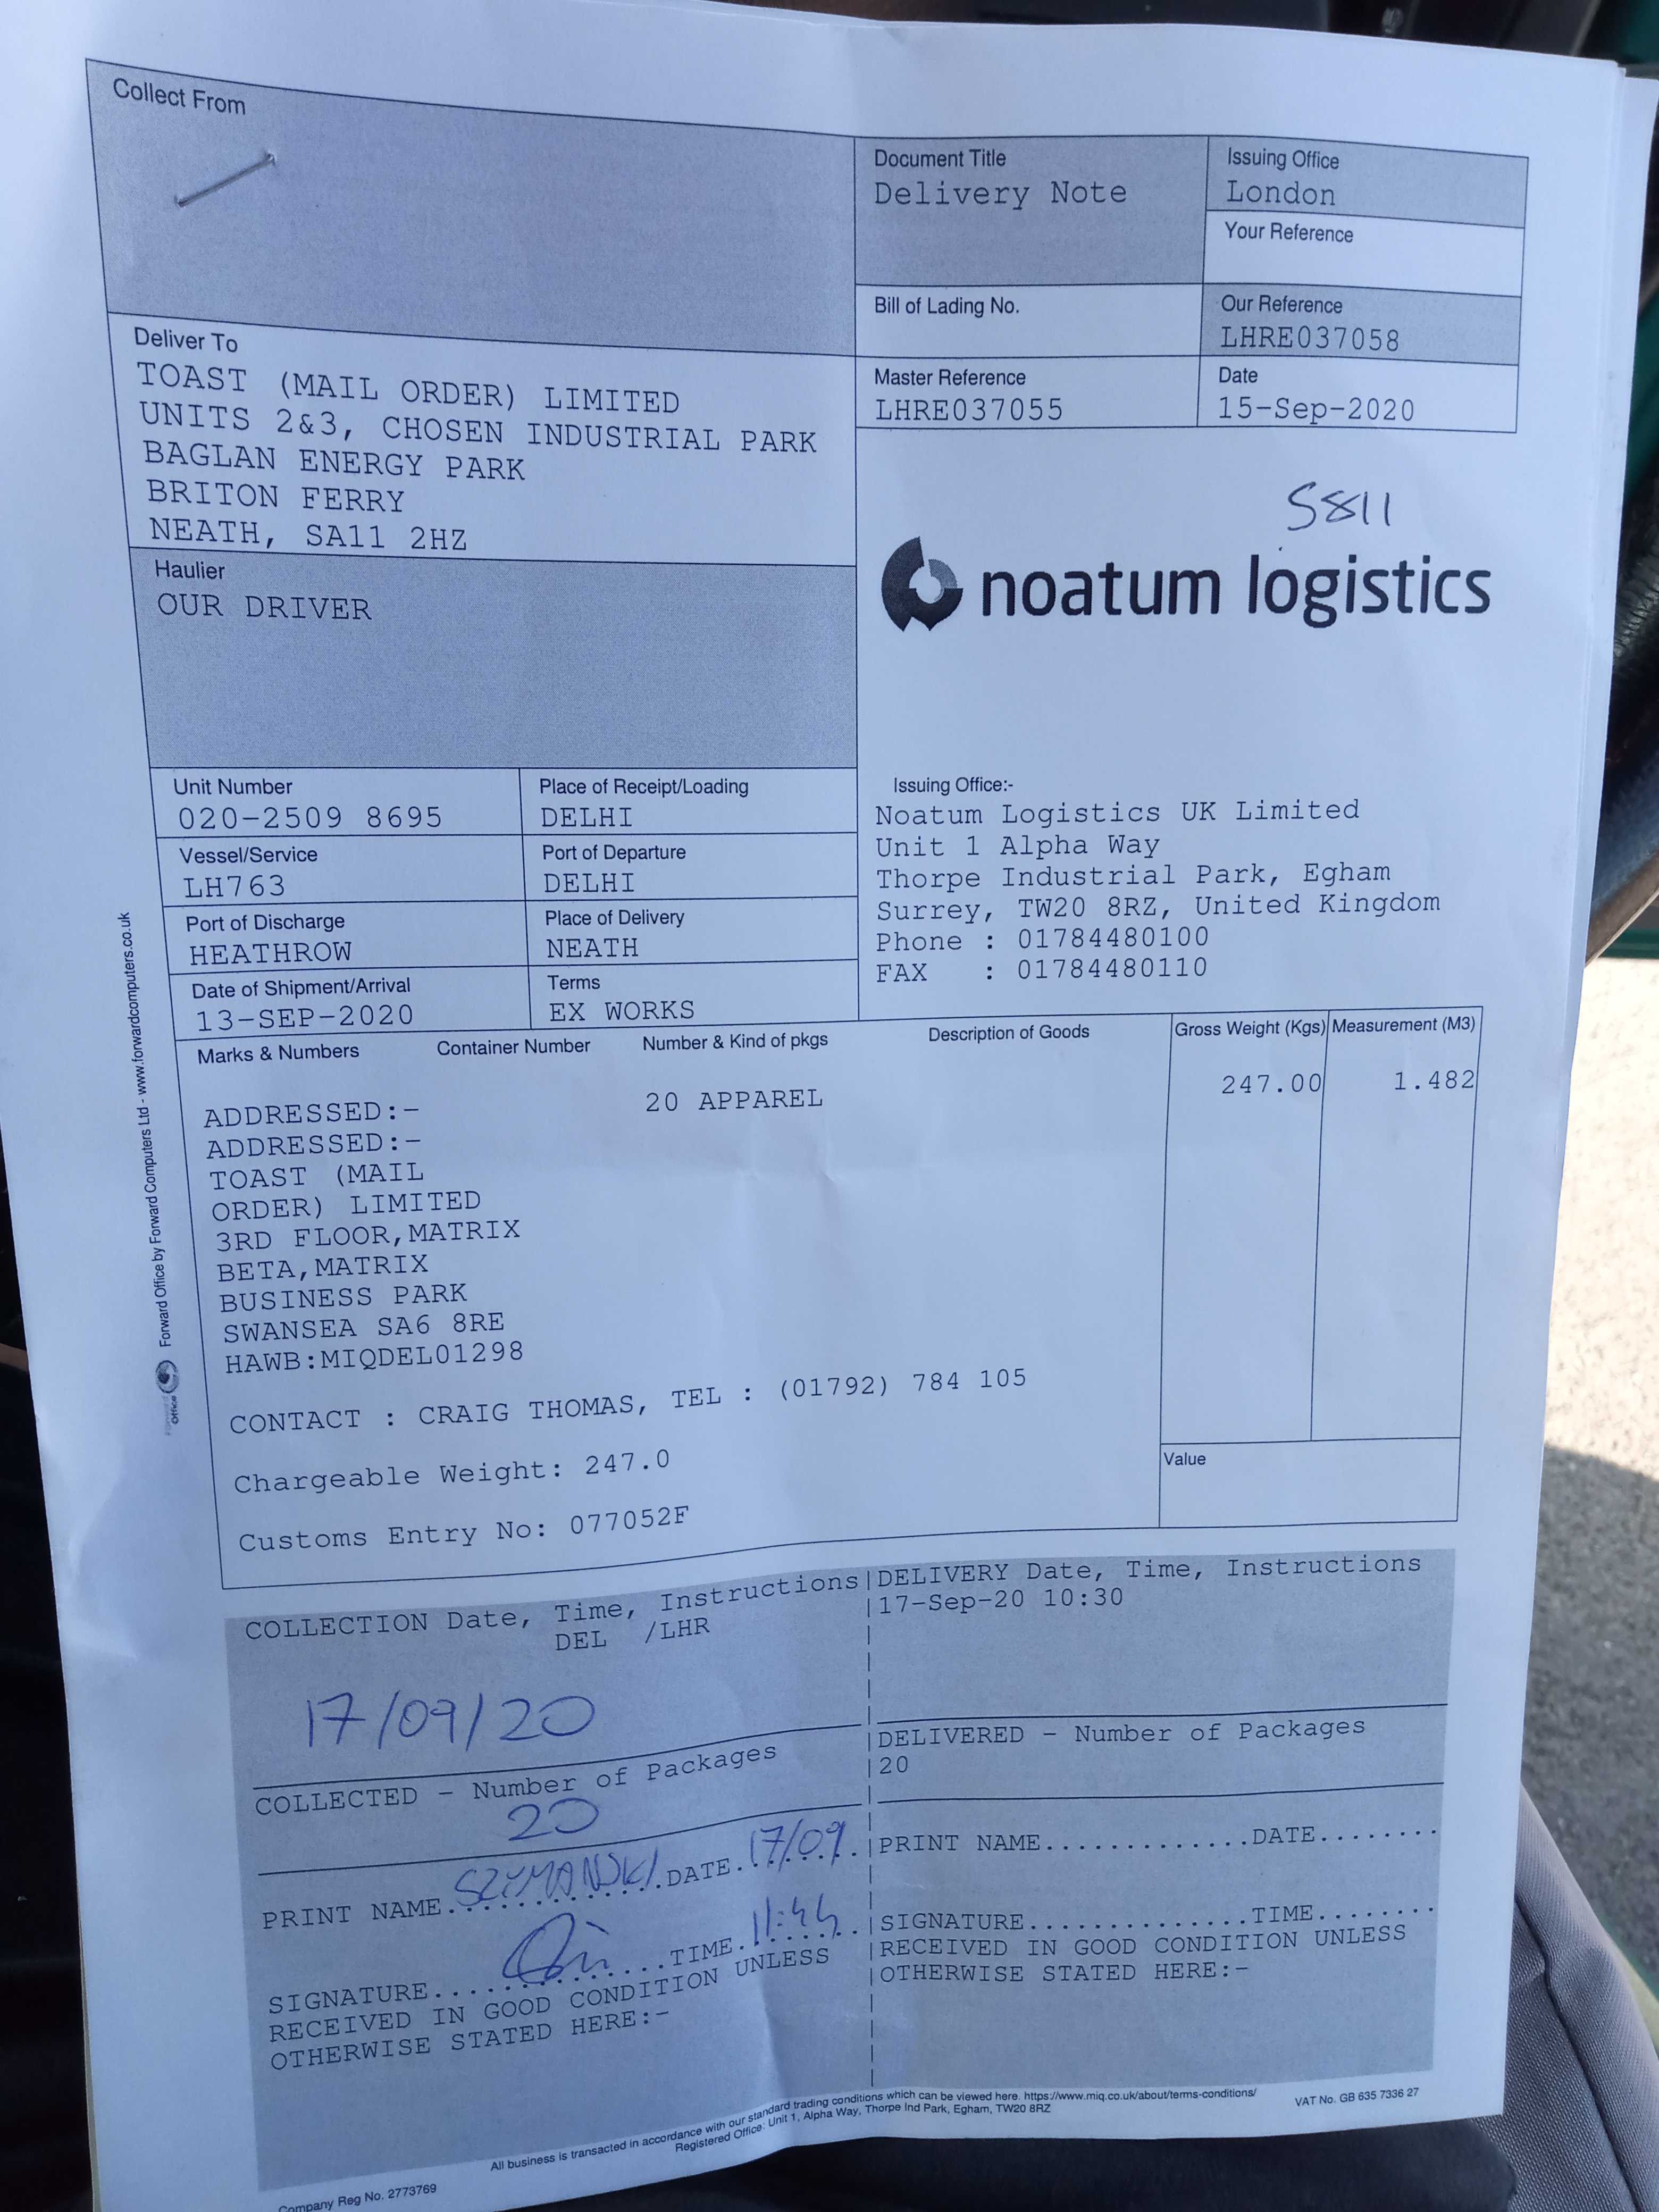 Collect From
Document Title
Delivery Note
Issuing Office
London
Your Reference
Bill of Lading No.
Our Reference
LHRE037058
Master Reference
LHRE037055
Date
15-Sep-2020
Deliver To
TOAST (MAIL ORDER) LIMITED
UNITS 2&3, CHOSEN INDUSTRIAL PARK
BAGLAN ENERGY PARK
BRITON FERRY
NEATH, SA11 2HZ
S811
noatum logistics
Haulier
OUR DRIVER
Unit Number
020-2509 8695
Place of Receipt/Loading
DELHI
Vessel/Service
LH763
Port of Departure
DELHI
Port of Discharge
HEATHROW
Place of Delivery
NEATH
Date of Shipment/Arrival
13-SEP-2020
Terms
EX WORKS
Issuing Office:-
Noatum Logistics UK Limited
Unit 1 Alpha Way
Thorpe Industrial Park, Egham
Surrey, TW20 8RZ, United Kingdom
Phone : 01784480100
FAX : 01784480110
Marks & Numbers Container Number Number & Kind of pkgs Description of Goods Gross Weight (Kgs) Measurement (M3)
ADDRESSED:- 20 APPAREL 247.00 1.482
ADDRESSED:-
TOAST (MAIL
ORDER) LIMITED
3RD FLOOR,MATRIX
BETA,MATRIX
BUSINESS PARK
SWANSEA SA6 8RE
HAWB:MIQDEL01298
CONTACT : CRAIG THOMAS, TEL : (01792) 784 105
Chargeable Weight: 247.0
Customs Entry No: 077052F
Value
Forward Office by Forward Computers Ltd - www.forwardcomputers.co.uk
COLLECTION Date, Time, Instructions
DEL /LHR
17/09/20
COLLECTED - Number of Packages
20
PRINT NAME.SZYMANSKI.DATE.17/09.
SIGNATURE..........TIME.11:44.
RECEIVED IN GOOD CONDITION UNLESS
OTHERWISE STATED HERE:-
DELIVERY Date, Time, Instructions
17-Sep-20 10:30
DELIVERED - Number of Packages
20
PRINT NAME.............DATE........
SIGNATURE..............TIME........
RECEIVED IN GOOD CONDITION UNLESS
OTHERWISE STATED HERE:-
All business is transacted in accordance with our standard trading conditions which can be viewed here. https://www.miq.co.uk/about/terms-conditions/
Registered Office: Unit 1, Alpha Way, Thorpe Ind Park, Egham, TW20 8RZ
VAT No. GB 635 7336 27
Company Reg No. 2773769